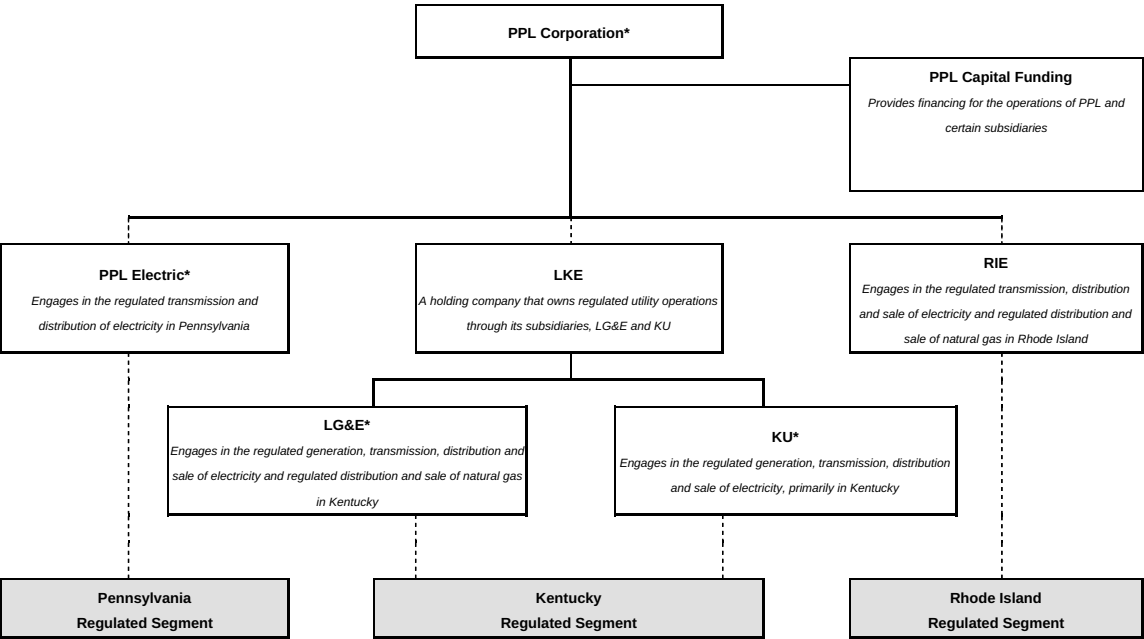 PPL Corporation*
PPL Capital Funding
Provides financing for the operations of PPL and
certain subsidiaries
PPL Electric*
Engages in the regulated transmission and
distribution of electricity in Pennsylvania
LKE
A holding company that owns regulated utility operations
through its subsidiaries, LG&E and KU
RIE
Engages in the regulated transmission, distribution
and sale of electricity and regulated distribution and
sale of natural gas in Rhode Island
LG&E*
Engages in the regulated generation, transmission, distribution and
sale of electricity and regulated distribution and sale of natural gas
in Kentucky
KU*
Engages in the regulated generation, transmission, distribution
and sale of electricity, primarily in Kentucky
Pennsylvania
Regulated Segment
Kentucky
Regulated Segment
Rhode Island
Regulated Segment